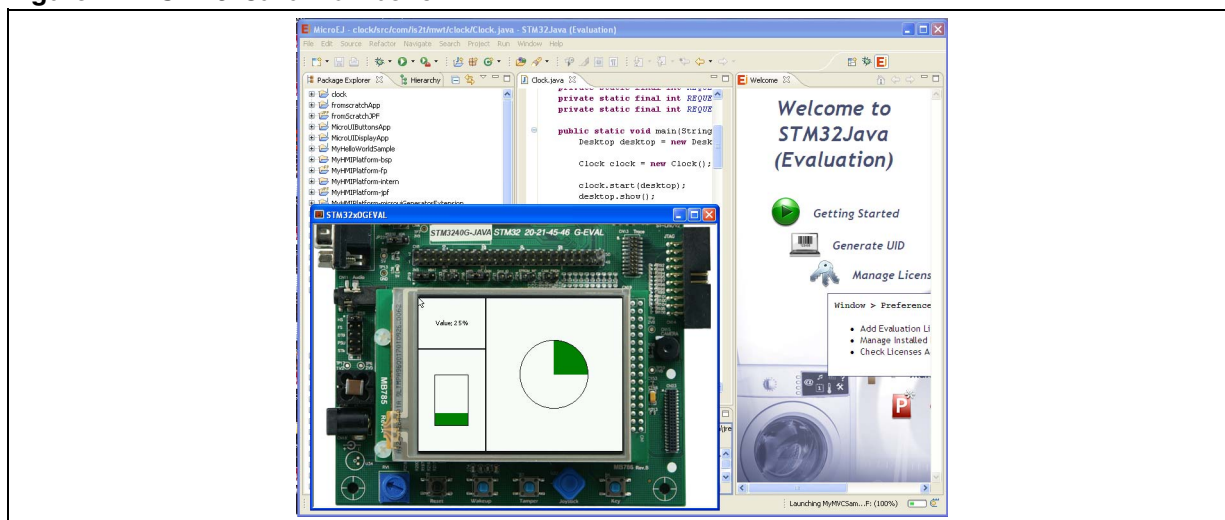 MicroEJ - clock/src/com/is2t/mwt/clock/Clock.java - STM32Java (Evaluation)
File Edit Source Refactor Navigate Search Project Run Window Help
Package Explorer
Hierarchy
Clock.java
Welcome
clock
fromscratchApp
fromScratchJPF
MicroUIButtonsApp
MicroUIDisplayApp
MyHelloWorldSample
MyHMIPlatform-bsp
MyHMIPlatform-fp
MyHMIPlatform-intern
MyHMIPlatform-jpf
private static final int REQUE
private static final int REQUE
public static void main(String
Desktop desktop = new Desk
Clock clock = new Clock();
clock.start(desktop);
desktop.show();
Welcome to
STM32Java
(Evaluation)
Getting Started
Generate UID
Manage Licens
Window > Preference
• Add Evaluation Li
• Manage Installed
• Check Licenses A
STM32x0GEVAL
STM3240G-JAVA STM32 20-21-45-46 G-EVAL
Value; 25%
MB785
Reset
Wakeup
Tamper
Joystick
Key
MB786 Rev.B
Launching MyMVCSam...F: (100%)